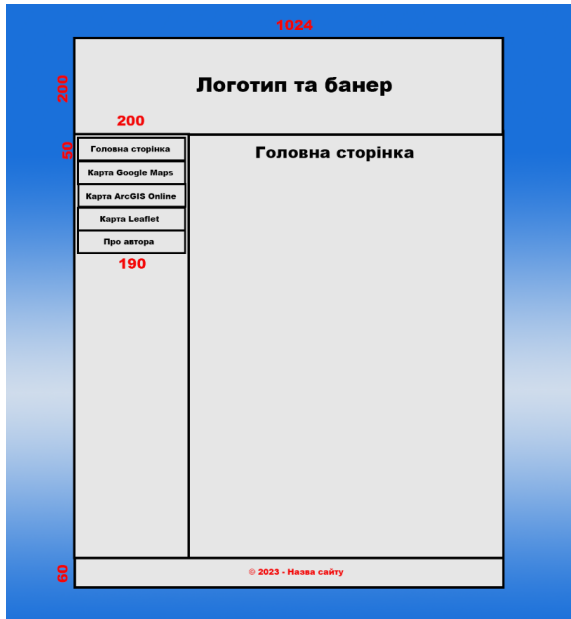 1024
200
Логотип та банер
200
50
Головна сторінка
Головна сторінка
Карта Google Maps
Карта ArcGIS Online
Карта Leaflet
Про автора
190
60
© 2023 - Назва сайту